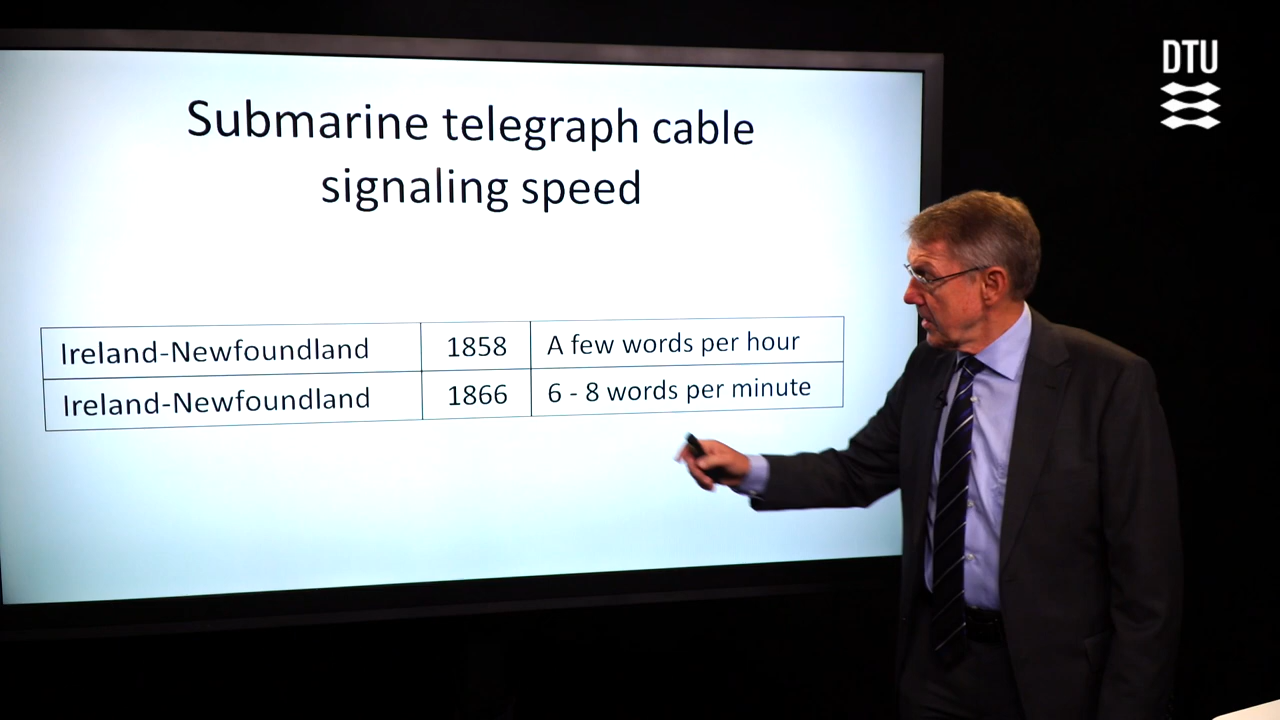 DTU
Submarine telegraph cable
signaling speed
Ireland-Newfoundland 1858 A few words per hour
Ireland-Newfoundland 1866 6 - 8 words per minute